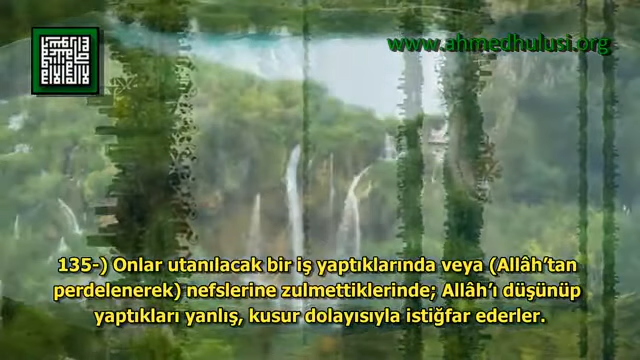 www.ahmedhulusi.org
135-) Onlar utanılacak bir iş yaptıklarında veya (Allâh’tan
perdelenerek) nefslerine zulmettiklerinde; Allâh’ı düşünüp
yaptıkları yanlış, kusur dolayısıyla istiğfar ederler.